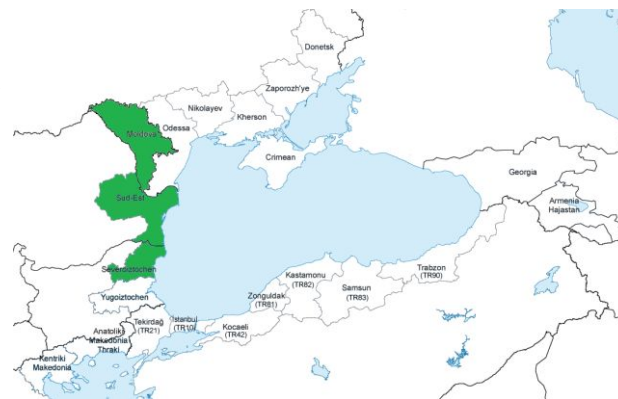 Donetsk
Zaporozh'ye
Nikolayev
Kherson
Odessa
Moldova
Crimean
Georgia
Armenia
Hajastan
Sud-Est
Severoiztochen
Yugoiztochen
Trabzon
(TR90)
Kastamonu
(TR82)
Samsun
(TR83)
Zonguldak
(TR81)
Istanbul
(TR10)
Tekirdağ
(TR21)
Kocaeli
(TR42)
Anatoliki
Makedonia
Thraki
Kentriki
Makedonia